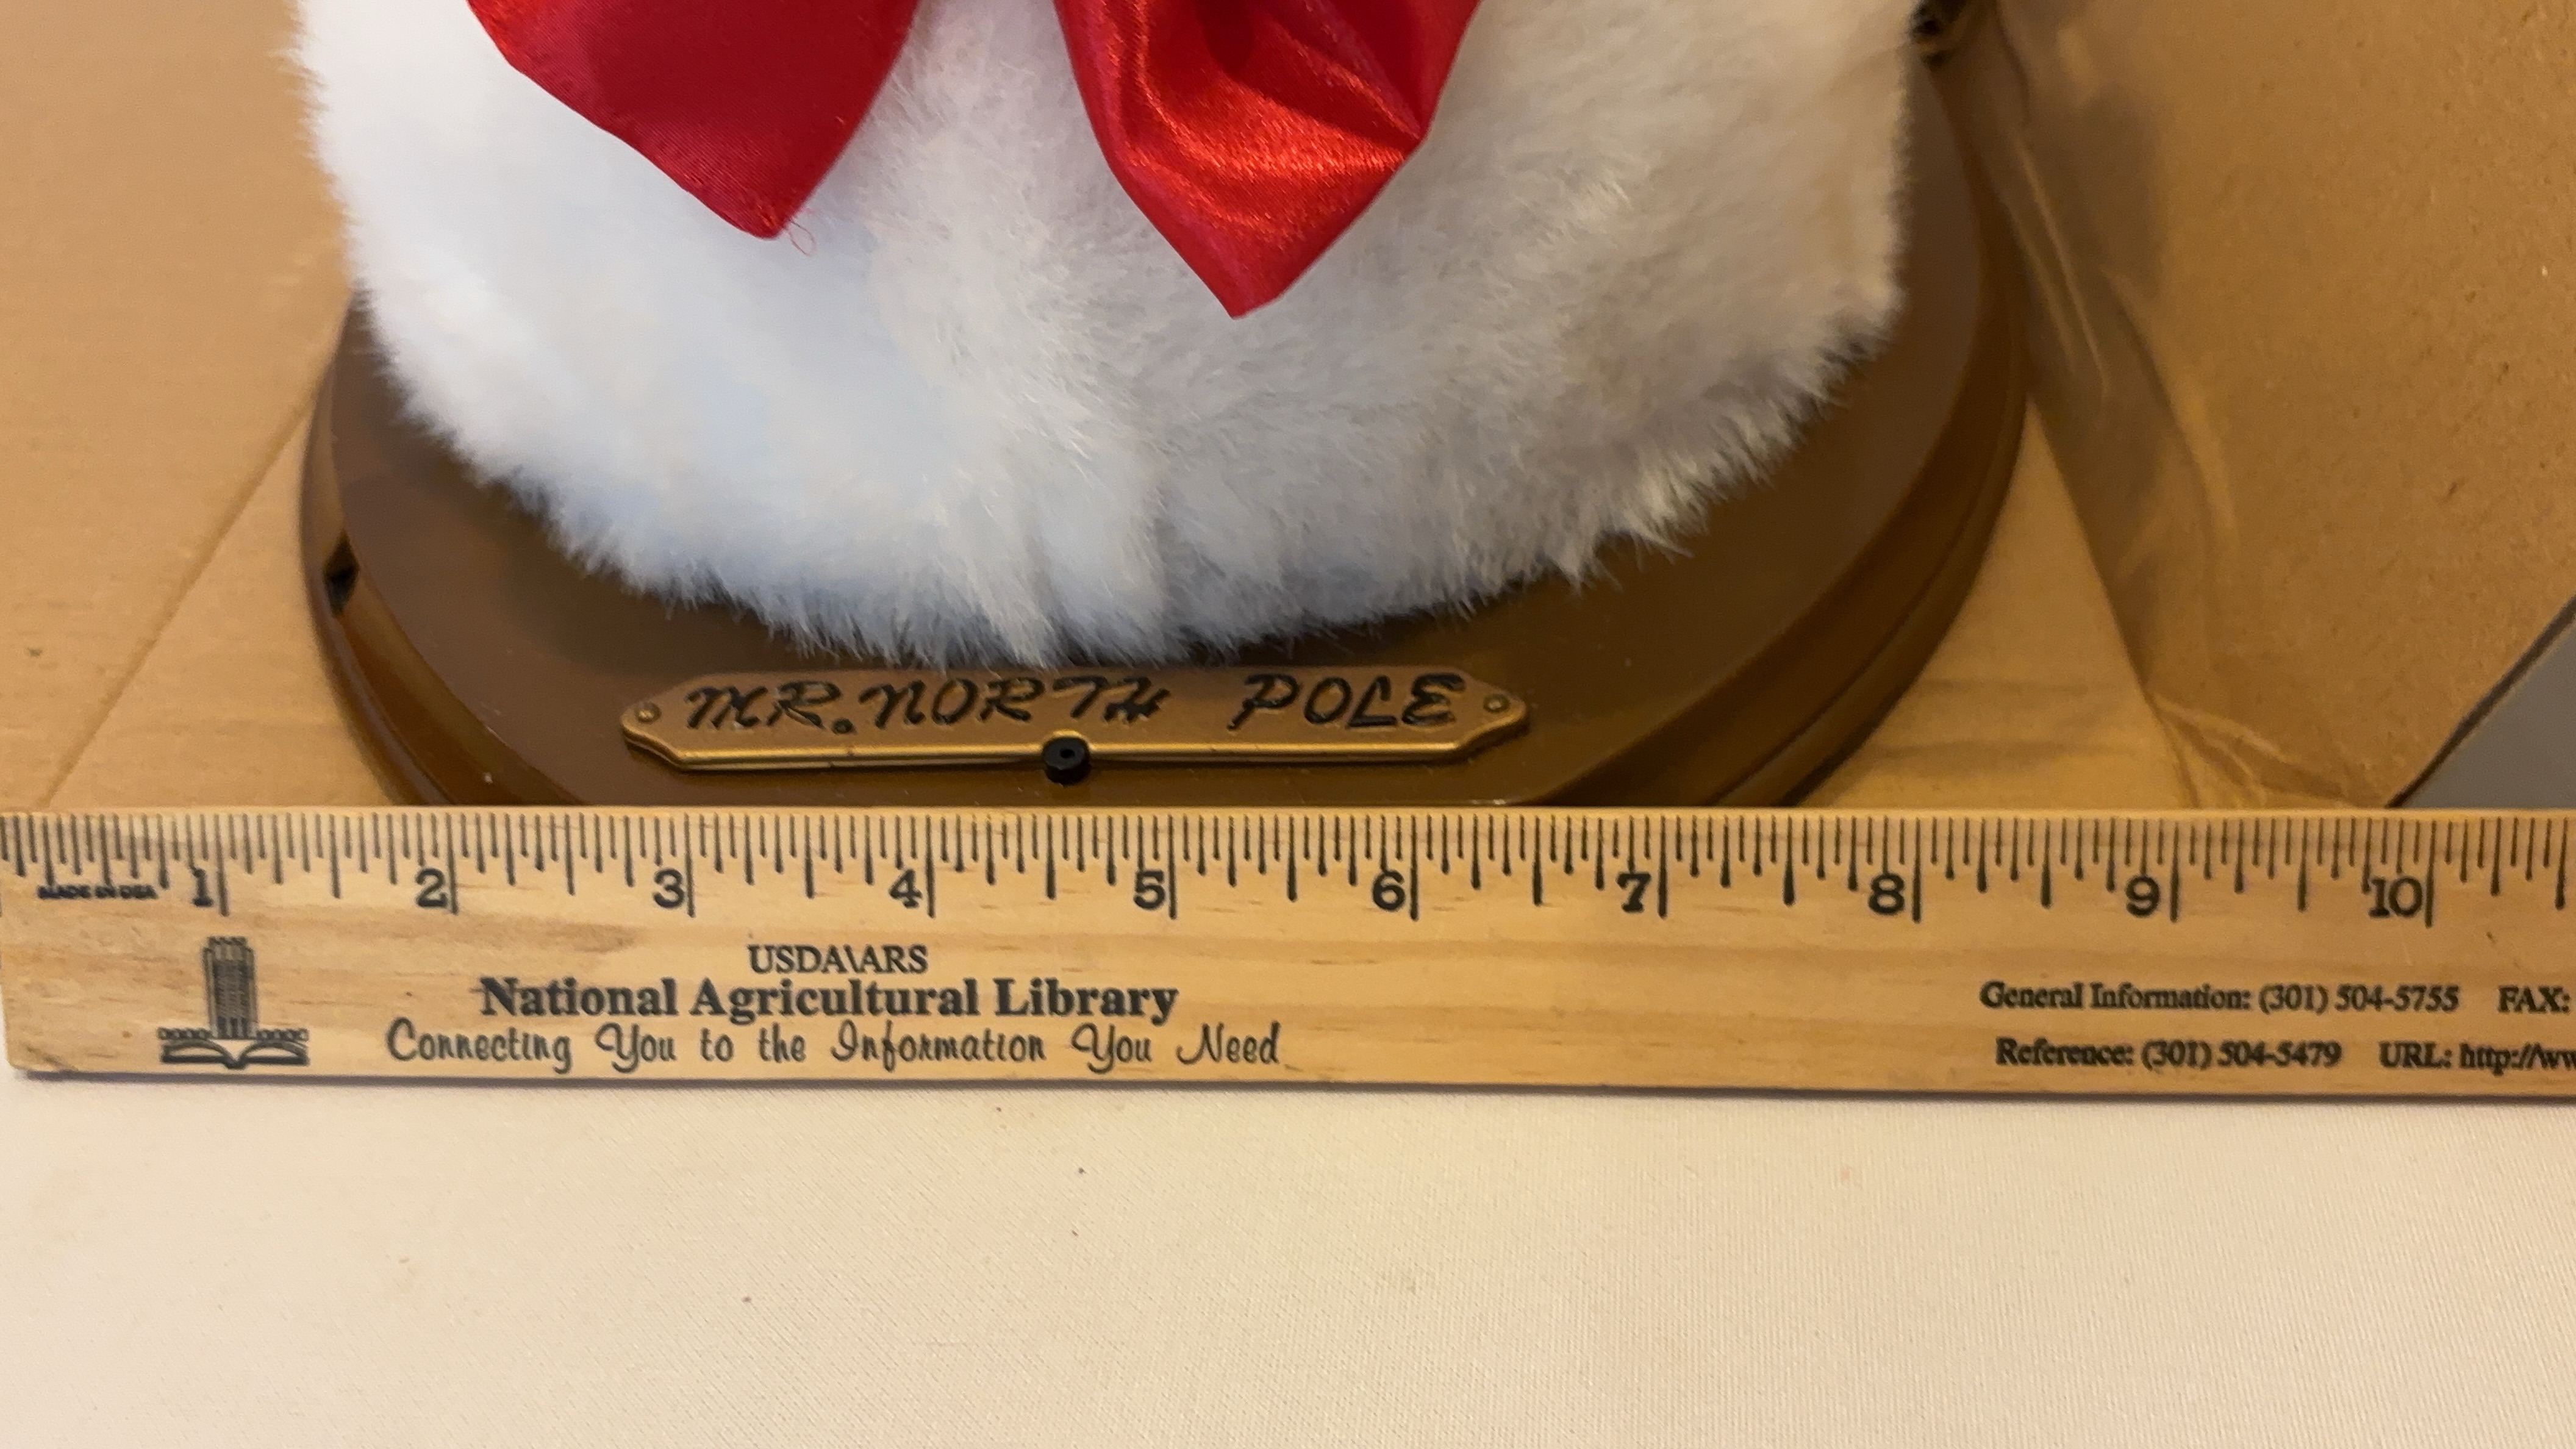 MR. NORTH POLE
1 2 3 4 5 6 7 8 9 10
MADE IN USA
USDA\ARS
National Agricultural Library
Connecting You to the Information You Need
General Information: (301) 504-5755 FAX:
Reference: (301) 504-5479 URL: http://ww